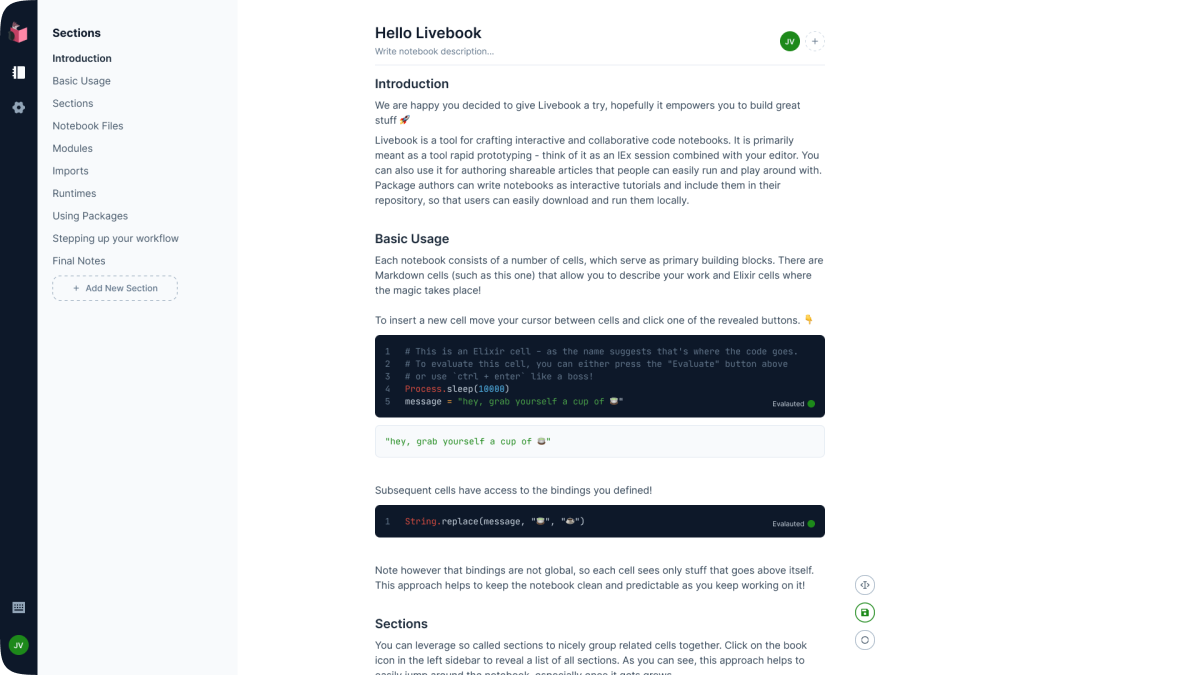 Sections
Introduction
Basic Usage
Sections
Notebook Files
Modules
Imports
Runtimes
Using Packages
Stepping up your workflow
Final Notes
+ Add New Section
JV
Hello Livebook
Write notebook description...
JV
+
Introduction
We are happy you decided to give Livebook a try, hopefully it empowers you to build great
stuff 🚀
Livebook is a tool for crafting interactive and collaborative code notebooks. It is primarily
meant as a tool rapid prototyping - think of it as an IEx session combined with your editor. You
can also use it for authoring shareable articles that people can easily run and play around with.
Package authors can write notebooks as interactive tutorials and include them in their
repository, so that users can easily download and run them locally.
Basic Usage
Each notebook consists of a number of cells, which serve as primary building blocks. There are
Markdown cells (such as this one) that allow you to describe your work and Elixir cells where
the magic takes place!
To insert a new cell move your cursor between cells and click one of the revealed buttons. 👇
1 # This is an Elixir cell - as the name suggests that's where the code goes.
2 # To evaluate this cell, you can either press the "Evaluate" button above
3 # or use `ctrl + enter` like a boss!
4 Process.sleep(10000)
5 message = "hey, grab yourself a cup of 🍵"
Evalauted
"hey, grab yourself a cup of 🍵"
Subsequent cells have access to the bindings you defined!
1 String.replace(message, "🍵", "☕")
Evalauted
Note however that bindings are not global, so each cell sees only stuff that goes above itself.
This approach helps to keep the notebook clean and predictable as you keep working on it!
Sections
You can leverage so called sections to nicely group related cells together. Click on the book
icon in the left sidebar to reveal a list of all sections. As you can see, this approach helps to
easily jump around the notebook, especially once it gets grows.